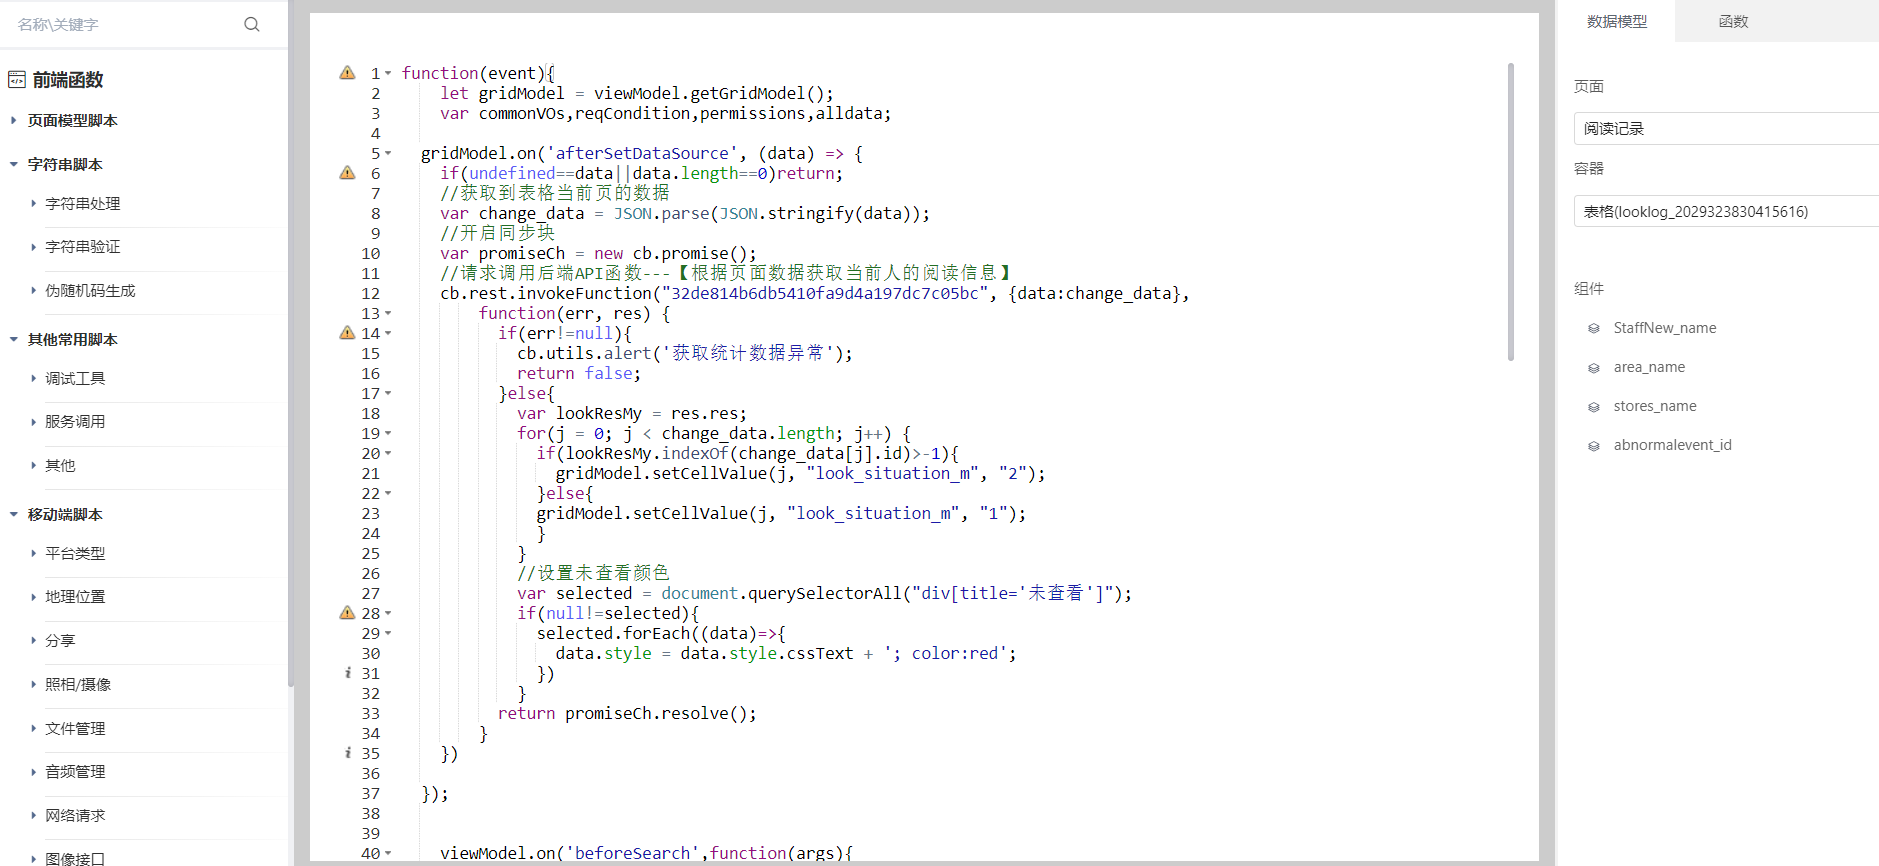 名称\关键字
前端函数
页面模型脚本
字符串脚本
字符串处理
字符串验证
伪随机码生成
其他常用脚本
调试工具
服务调用
其他
移动端脚本
平台类型
地理位置
分享
照相/摄像
文件管理
音频管理
网络请求
图像接口
1 function(event){
2 let gridModel = viewModel.getGridModel();
3 var commonVOs,reqCondition,permissions,alldata;
4
5 gridModel.on('afterSetDataSource', (data) => {
6 if(undefined==data||data.length==0)return;
7 //获取到表格当前页的数据
8 var change_data = JSON.parse(JSON.stringify(data));
9 //开启同步块
10 var promiseCh = new cb.promise();
11 //请求调用后端API函数---【根据页面数据获取当前人的阅读信息】
12 cb.rest.invokeFunction("32de814b6db5410fa9d4a197dc7c05bc", {data:change_data},
13 function(err, res) {
14 if(err!=null){
15 cb.utils.alert('获取统计数据异常');
16 return false;
17 }else{
18 var lookResMy = res.res;
19 for(j = 0; j < change_data.length; j++) {
20 if(lookResMy.indexOf(change_data[j].id)>-1){
21 gridModel.setCellValue(j, "look_situation_m", "2");
22 }else{
23 gridModel.setCellValue(j, "look_situation_m", "1");
24 }
25 }
26 //设置未查看颜色
27 var selected = document.querySelectorAll("div[title='未查看']");
28 if(null!=selected){
29 selected.forEach((data)=>{
30 data.style = data.style.cssText + '; color:red';
31 })
32 }
33 return promiseCh.resolve();
34 }
35 })
36
37 });
38
39
40 viewModel.on('beforeSearch',function(args){
数据模型
函数
页面
阅读记录
容器
表格(looklog_2029323830415616)
组件
StaffNew_name
area_name
stores_name
abnormalevent_id